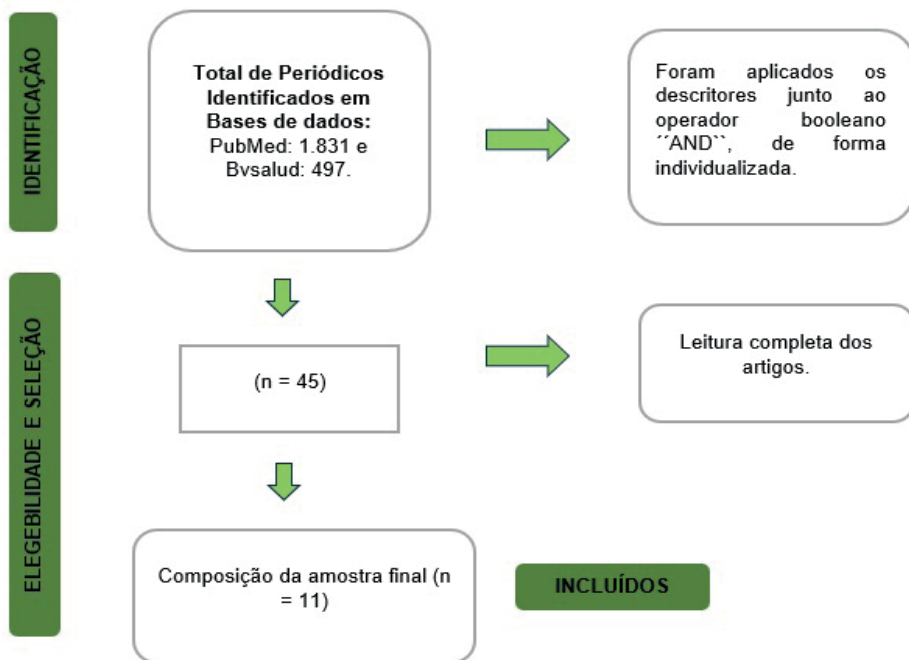 IDENTIFICAÇÃO
Total de Periódicos
Identificados em
Bases de dados:
PubMed: 1.831 e
Bvsalud: 497.
Foram aplicados os
descritores junto ao
operador booleano
´´AND``, de forma
individualizada.
ELEGEBILIDADE E SELEÇÃO
(n = 45)
Leitura completa dos
artigos.
Composição da amostra final (n
= 11)
INCLUÍDOS